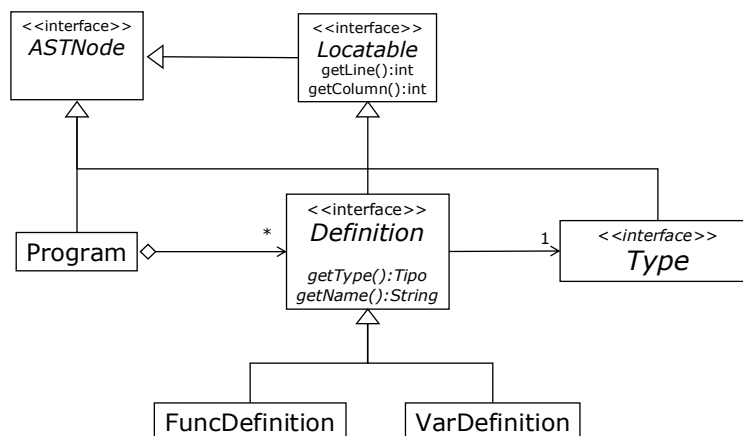 <<interface>>
ASTNode
<<interface>>
Locatable
getLine():int
getColumn():int
Program
*
<<interface>>
Definition
getType():Tipo
getName():String
1
<<interface>>
Type
FuncDefinition
VarDefinition